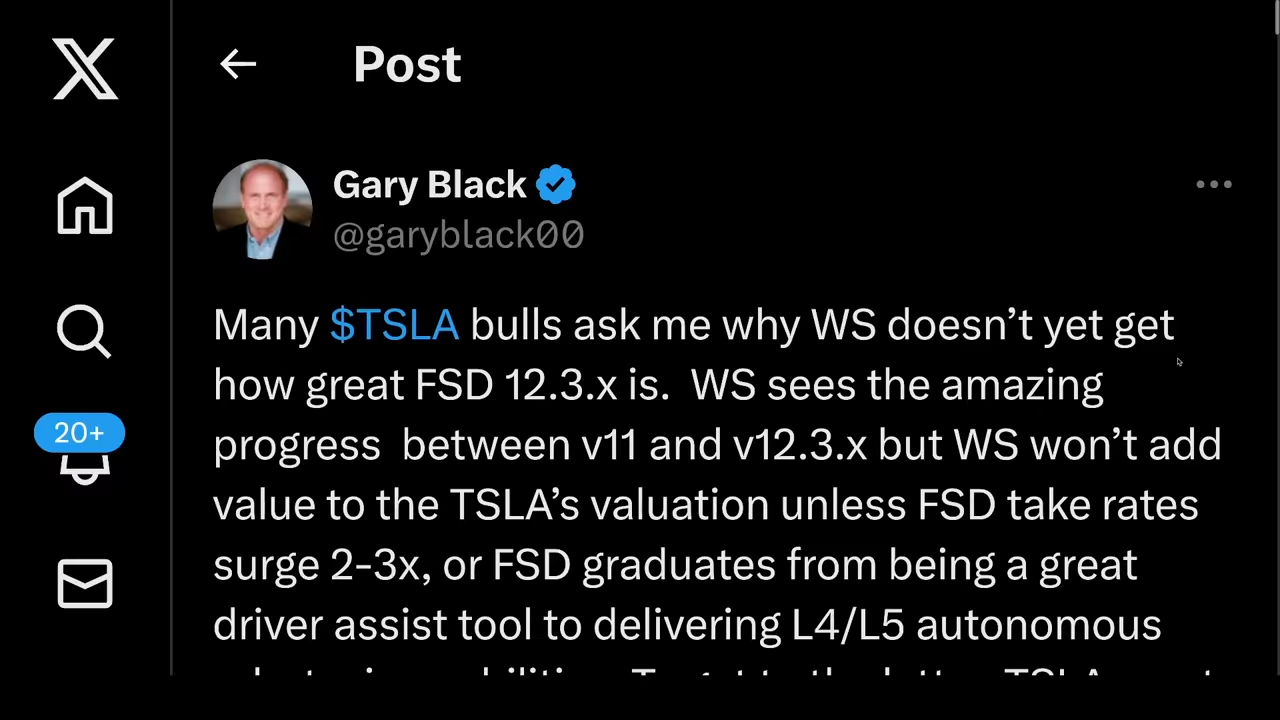 Post
Gary Black
@garyblack00
Many $TSLA bulls ask me why WS doesn’t yet get
how great FSD 12.3.x is.  WS sees the amazing
20+
progress  between v11 and v12.3.x but WS won’t add
value to the TSLA’s valuation unless FSD take rates
surge 2-3x, or FSD graduates from being a great
driver assist tool to delivering L4/L5 autonomous